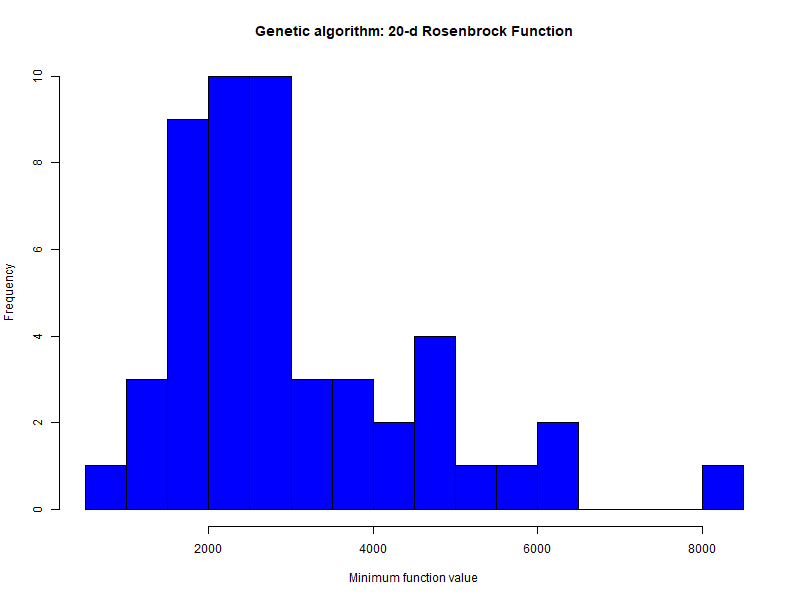 Genetic algorithm: 20-d Rosenbrock Function
10
8
6
4
2
0
Frequency
2000 4000 6000 8000
Minimum function value